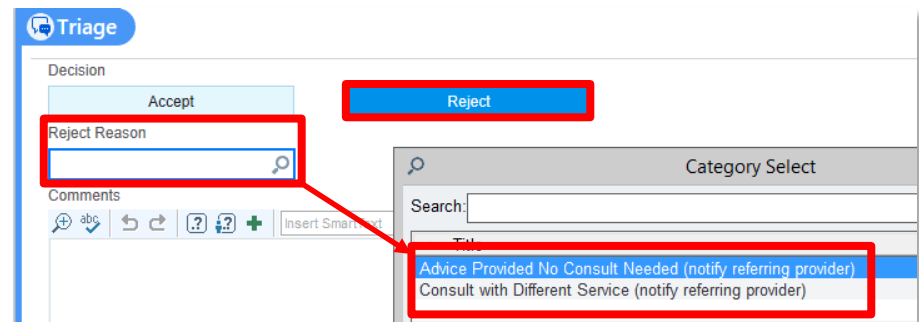 Triage
Decision
Accept
Reject
Reject Reason
Category Select
Comments
Search:
abc
Insert SmartText
Title
Advice Provided No Consult Needed (notify referring provider)
Consult with Different Service (notify referring provider)